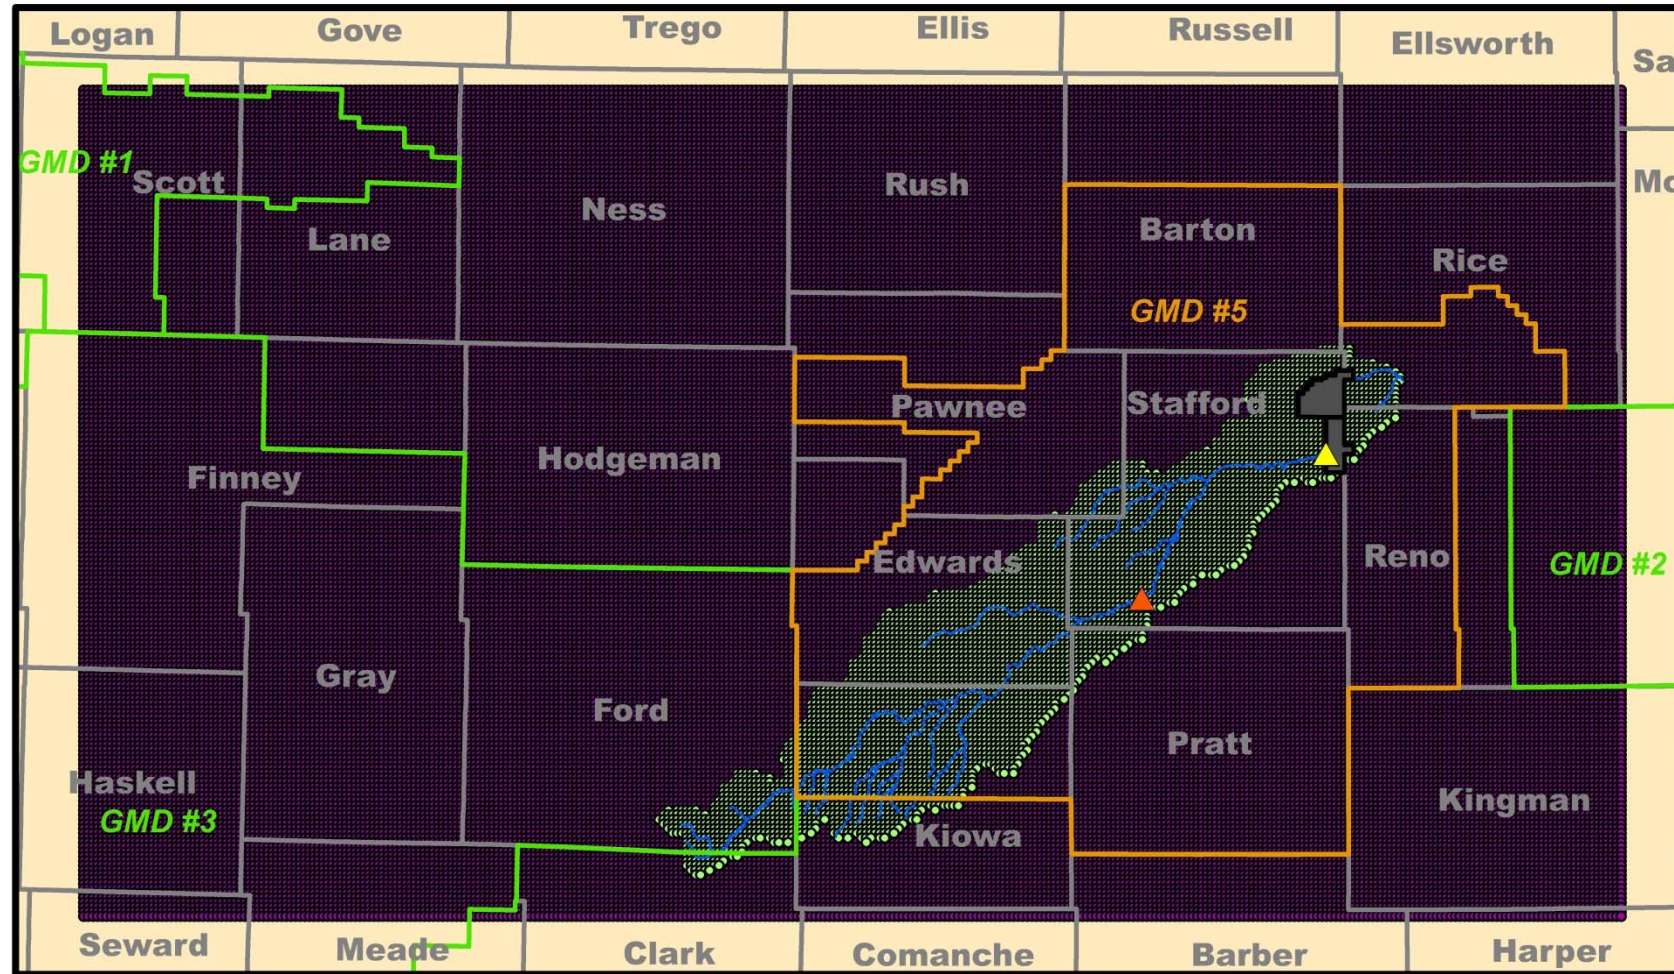 Logan
Gove
Trego
Ellis
Russell
Ellsworth
Sa
GMD #1
Scott
Lane
Ness
Rush
Barton
Rice
Mc
GMD #5
Pawnee
Stafford
Finney
Hodgeman
Edwards
Reno
GMD #2
Gray
Ford
Pratt
Haskell
GMD #3
Kiowa
Kingman
Seward
Meade
Clark
Comanche
Barber
Harper